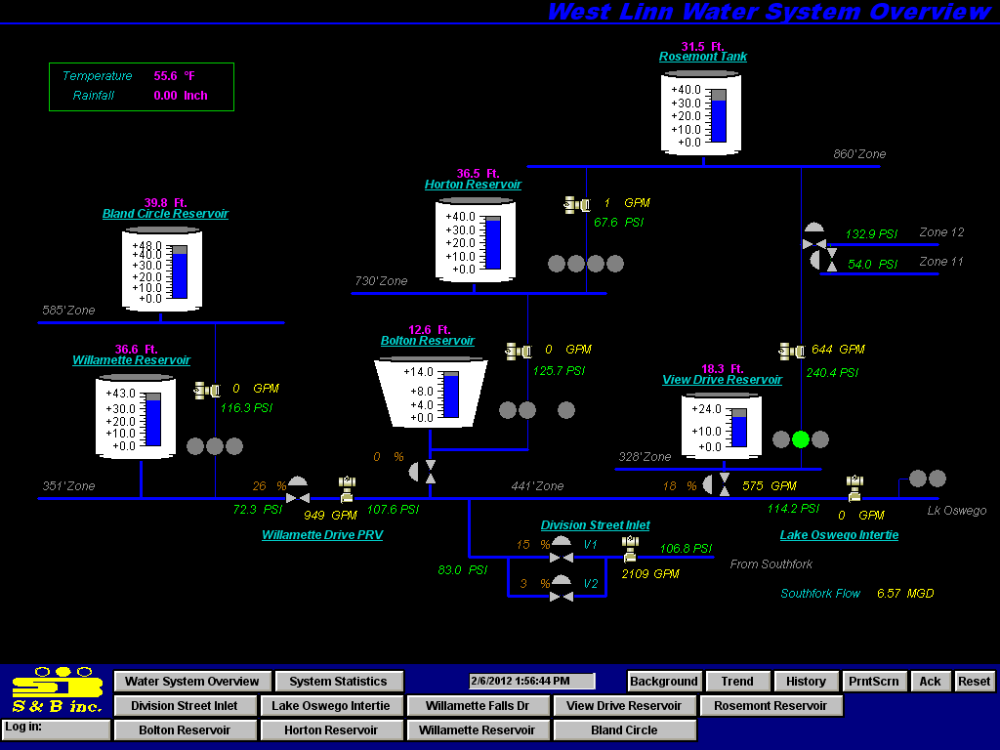 West Linn Water System Overview
Temperature 55.6 °F
Rainfall 0.00 Inch
31.5 Ft.
Rosemont Tank
+40.0
+30.0
+20.0
+10.0
+0.0
860'Zone
36.5 Ft.
Horton Reservoir
+40.0
+30.0
+20.0
+10.0
+0.0
1 GPM
67.6 PSI
730'Zone
39.8 Ft.
Bland Circle Reservoir
+48.0
+40.0
+30.0
+20.0
+10.0
+0.0
585'Zone
132.9 PSI Zone 12
54.0 PSI Zone 11
12.6 Ft.
Bolton Reservoir
+14.0
+8.0
+4.0
+0.0
0 GPM
125.7 PSI
36.6 Ft.
Willamette Reservoir
+43.0
+30.0
+20.0
+10.0
+0.0
0 GPM
116.3 PSI
644 GPM
240.4 PSI
18.3 Ft.
View Drive Reservoir
+24.0
+10.0
+0.0
328'Zone
0 %
351'Zone
26 %
72.3 PSI
949 GPM
107.6 PSI
Willamette Drive PRV
441'Zone
18 %
575 GPM
114.2 PSI
0 GPM
Lk Oswego
Lake Oswego Intertie
Division Street Inlet
15 % V1
106.8 PSI
83.0 PSI
3 % V2
2109 GPM
From Southfork
Southfork Flow 6.57 MGD
S & B inc.
Log in:
Water System Overview
System Statistics
2/6/2012 1:56:44 PM
Background
Trend
History
PrntScrn
Ack
Reset
Division Street Inlet
Lake Oswego Intertie
Willamette Falls Dr
View Drive Reservoir
Rosemont Reservoir
Bolton Reservoir
Horton Reservoir
Willamette Reservoir
Bland Circle